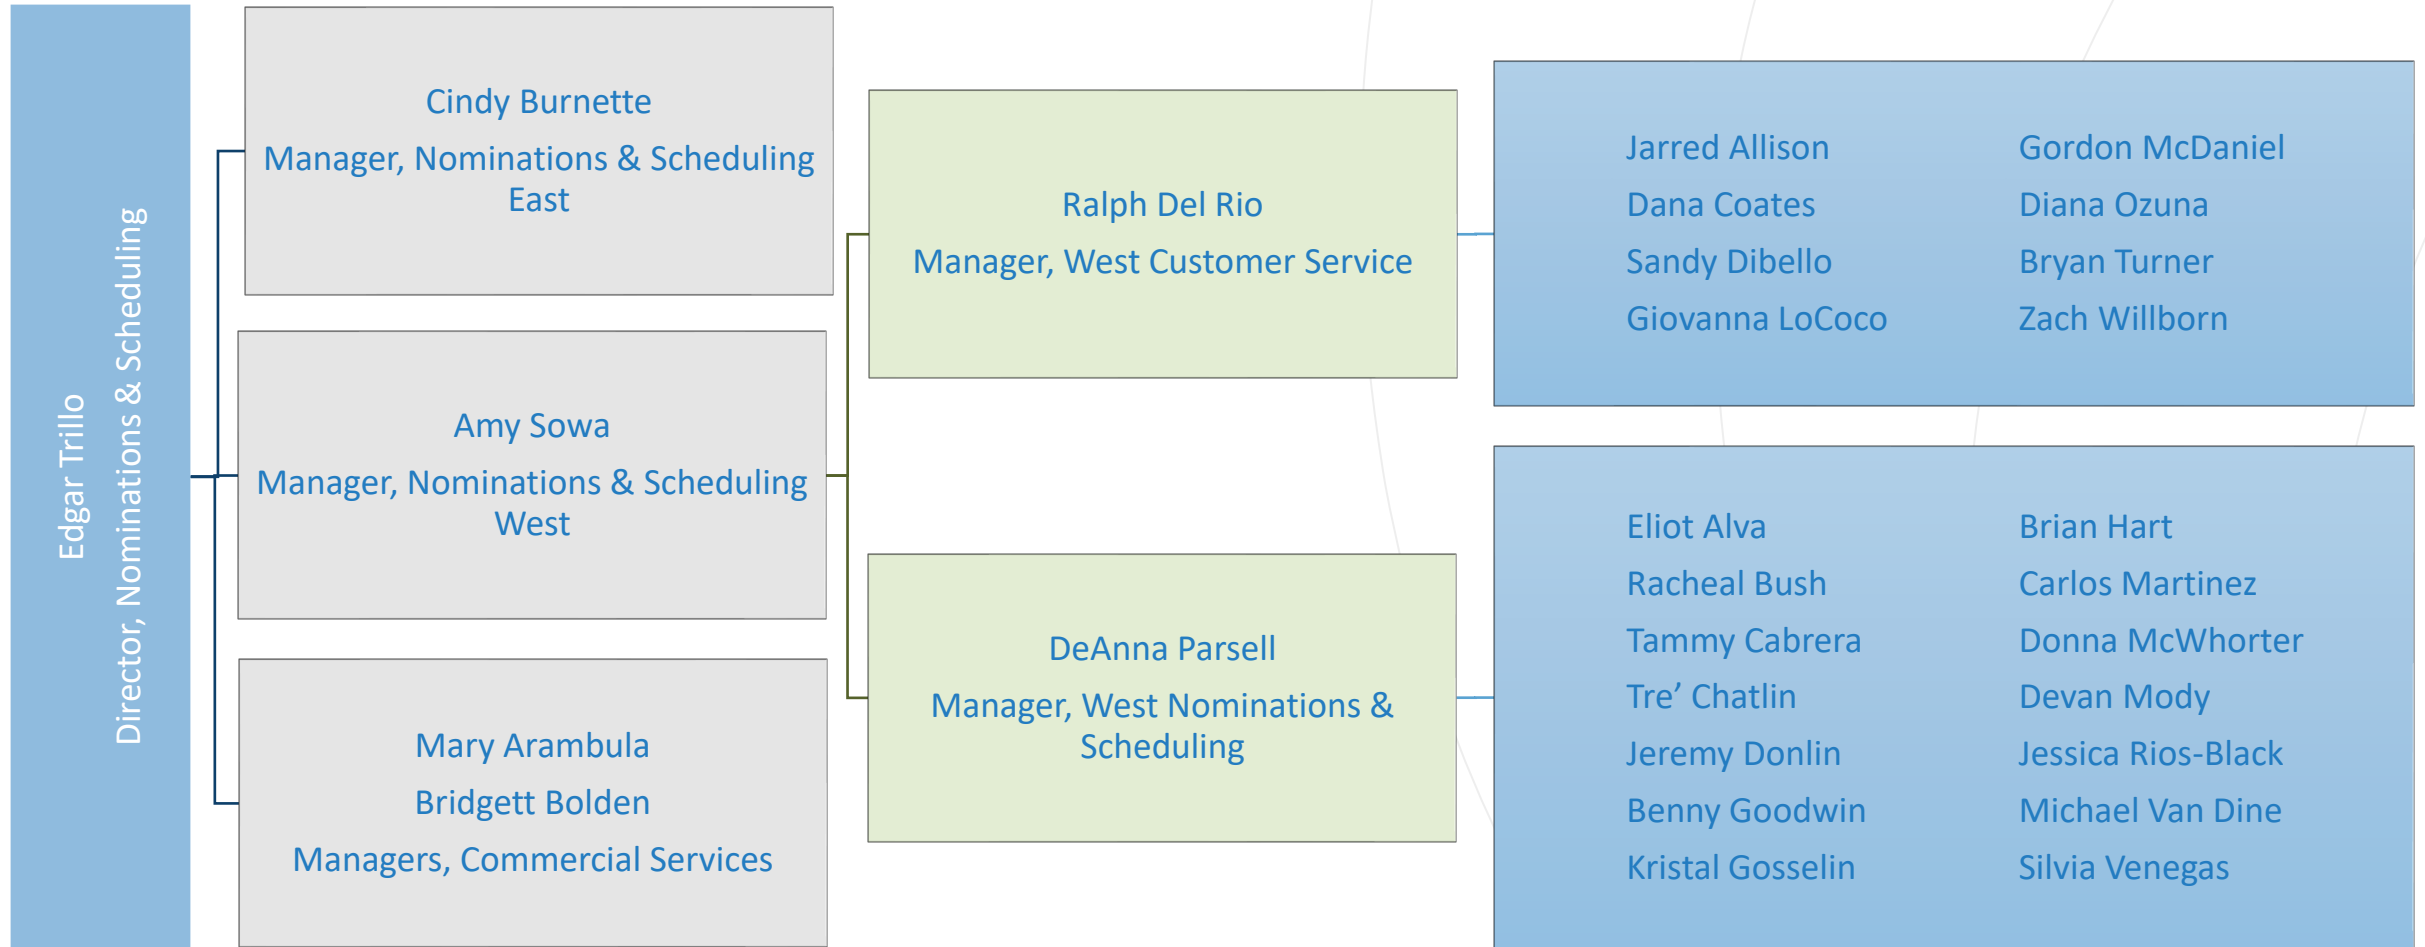 Edgar Trillo
Director, Nominations & Scheduling
Cindy Burnette
Manager, Nominations & Scheduling
East
Amy Sowa
Manager, Nominations & Scheduling
West
Mary Arambula
Bridgett Bolden
Managers, Commercial Services
Ralph Del Rio
Manager, West Customer Service
DeAnna Parsell
Manager, West Nominations &
Scheduling
Jarred Allison
Dana Coates
Sandy Dibello
Giovanna LoCoco
Gordon McDaniel
Diana Ozuna
Bryan Turner
Zach Willborn
Eliot Alva
Racheal Bush
Tammy Cabrera
Tre’ Chatlin
Jeremy Donlin
Benny Goodwin
Kristal Gosselin
Brian Hart
Carlos Martinez
Donna McWhorter
Devan Mody
Jessica Rios-Black
Michael Van Dine
Silvia Venegas